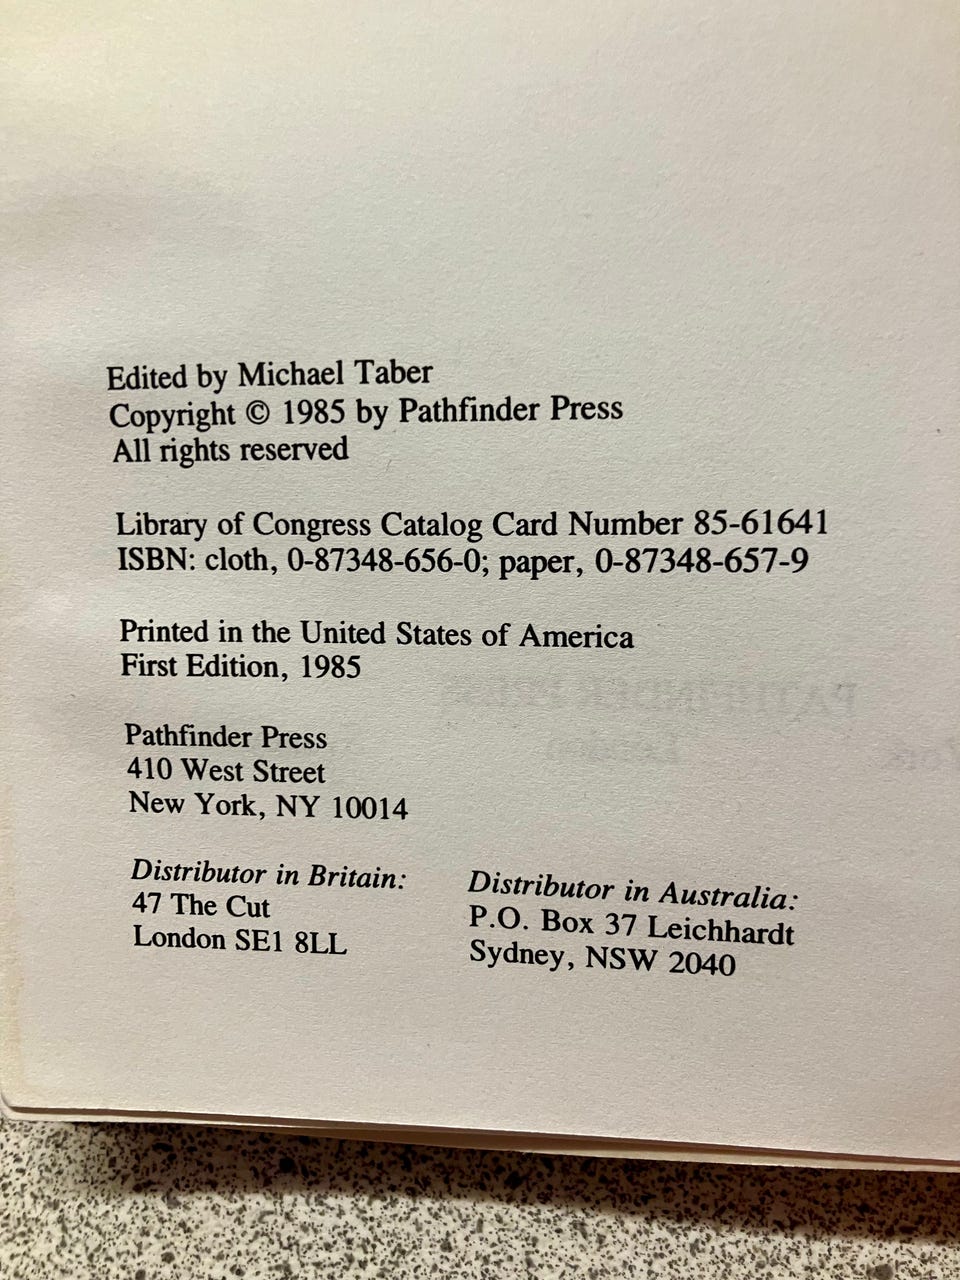 Edited by Michael Taber
Copyright © 1985 by Pathfinder Press
All rights reserved
Library of Congress Catalog Card Number 85-61641
ISBN: cloth, 0-87348-656-0; paper, 0-87348-657-9
Printed in the United States of America
First Edition, 1985
Pathfinder Press
410 West Street
New York, NY 10014
Distributor in Britain:
47 The Cut
London SE1 8LL
Distributor in Australia:
P.O. Box 37 Leichhardt
Sydney, NSW 2040